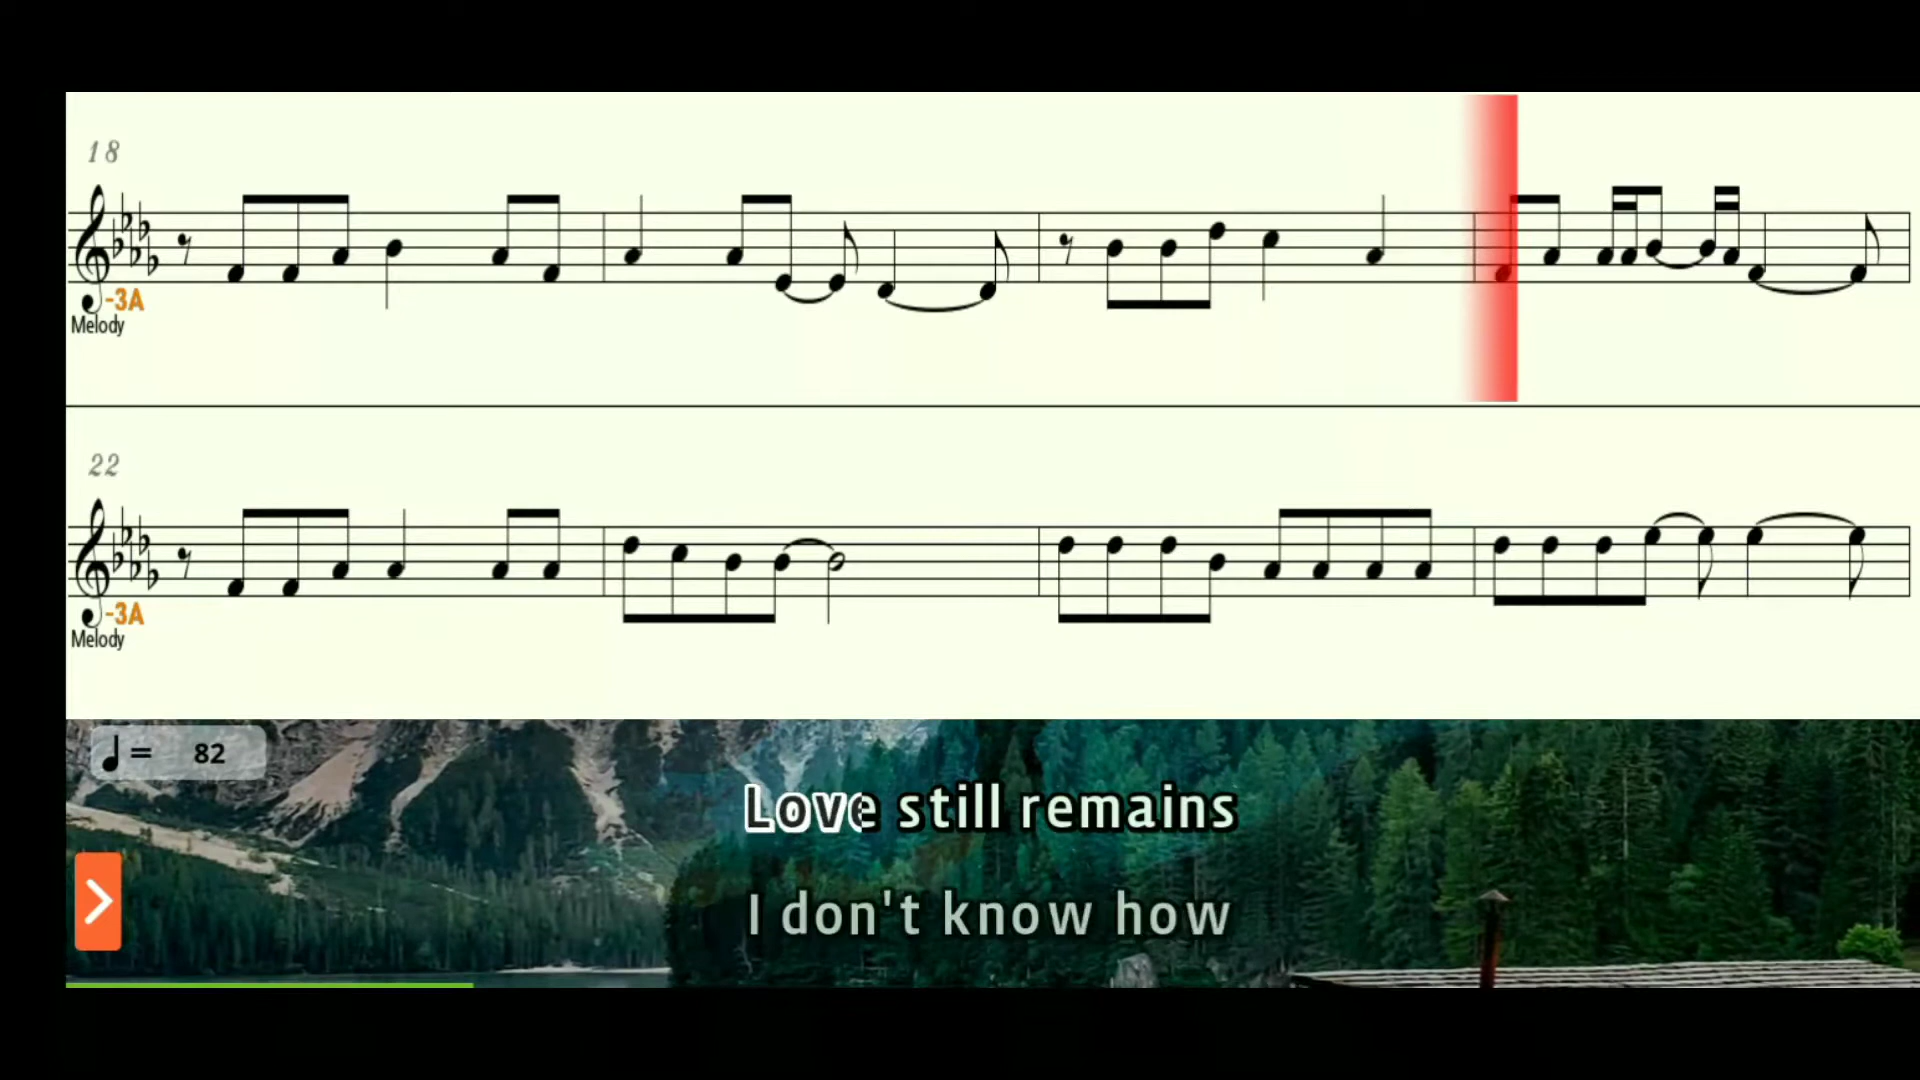 18
-3A
Melody
22
-3A
Melody
= 82
Love still remains
I don't know how